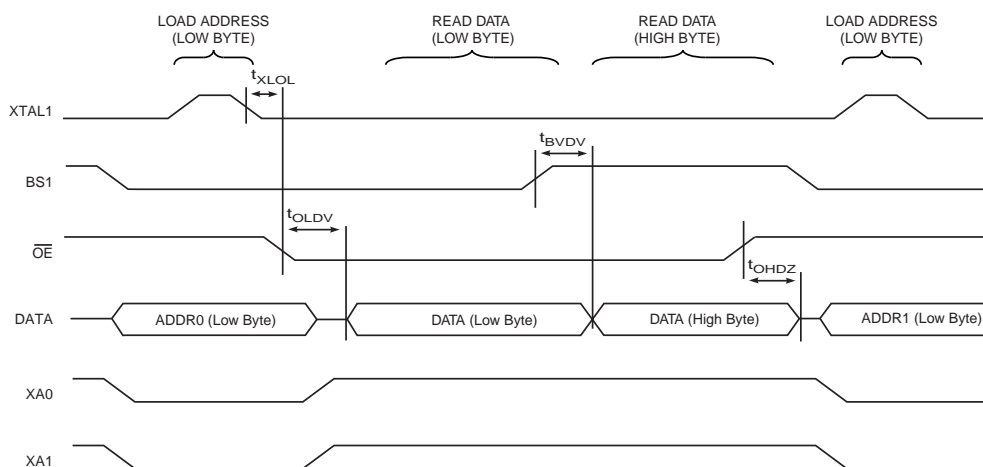 LOAD ADDRESS
(LOW BYTE)
READ DATA
(LOW BYTE)
READ DATA
(HIGH BYTE)
LOAD ADDRESS
(LOW BYTE)
tXLOL
XTAL1
tBVDV
BS1
tOLDV
OE
tOHDZ
DATA
ADDR0 (Low Byte)
DATA (Low Byte)
DATA (High Byte)
ADDR1 (Low Byte)
XA0
XA1